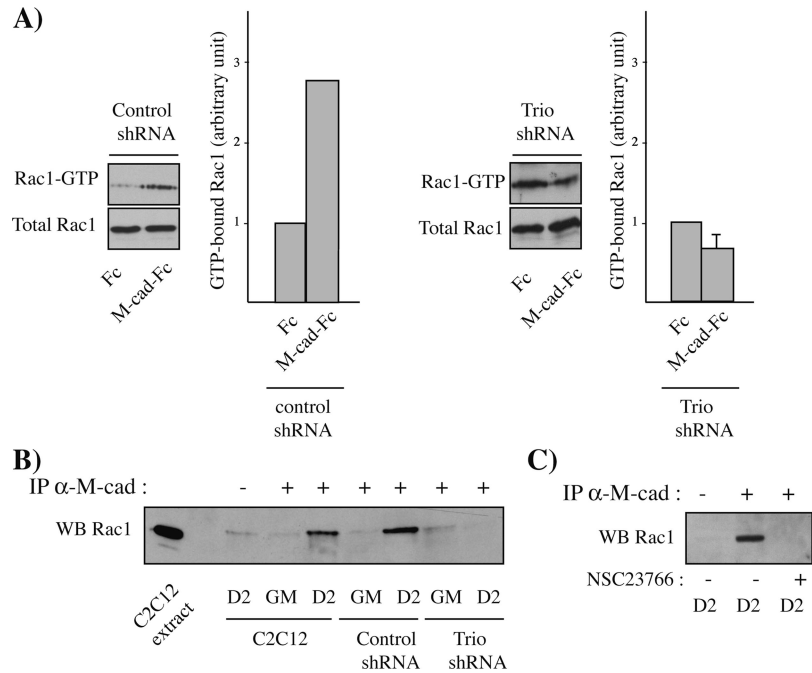 A)
Control
shRNA
Rac1-GTP
Total Rac1
Fc
M-cad-Fc
GTP-bound Rac1 (arbitrary unit)
3
2
1
Fc
M-cad-Fc
control
shRNA
Trio
shRNA
Rac1-GTP
Total Rac1
Fc
M-cad-Fc
GTP-bound Rac1 (arbitrary unit)
3
2
1
Fc
M-cad-Fc
Trio
shRNA
B)
IP α-M-cad : - + + + + + +
WB Rac1
C2C12
extract
D2 GM D2 GM D2 GM D2
C2C12 Control shRNA Trio shRNA
C)
IP α-M-cad : - + +
WB Rac1
NSC23766 : - - +
D2 D2 D2